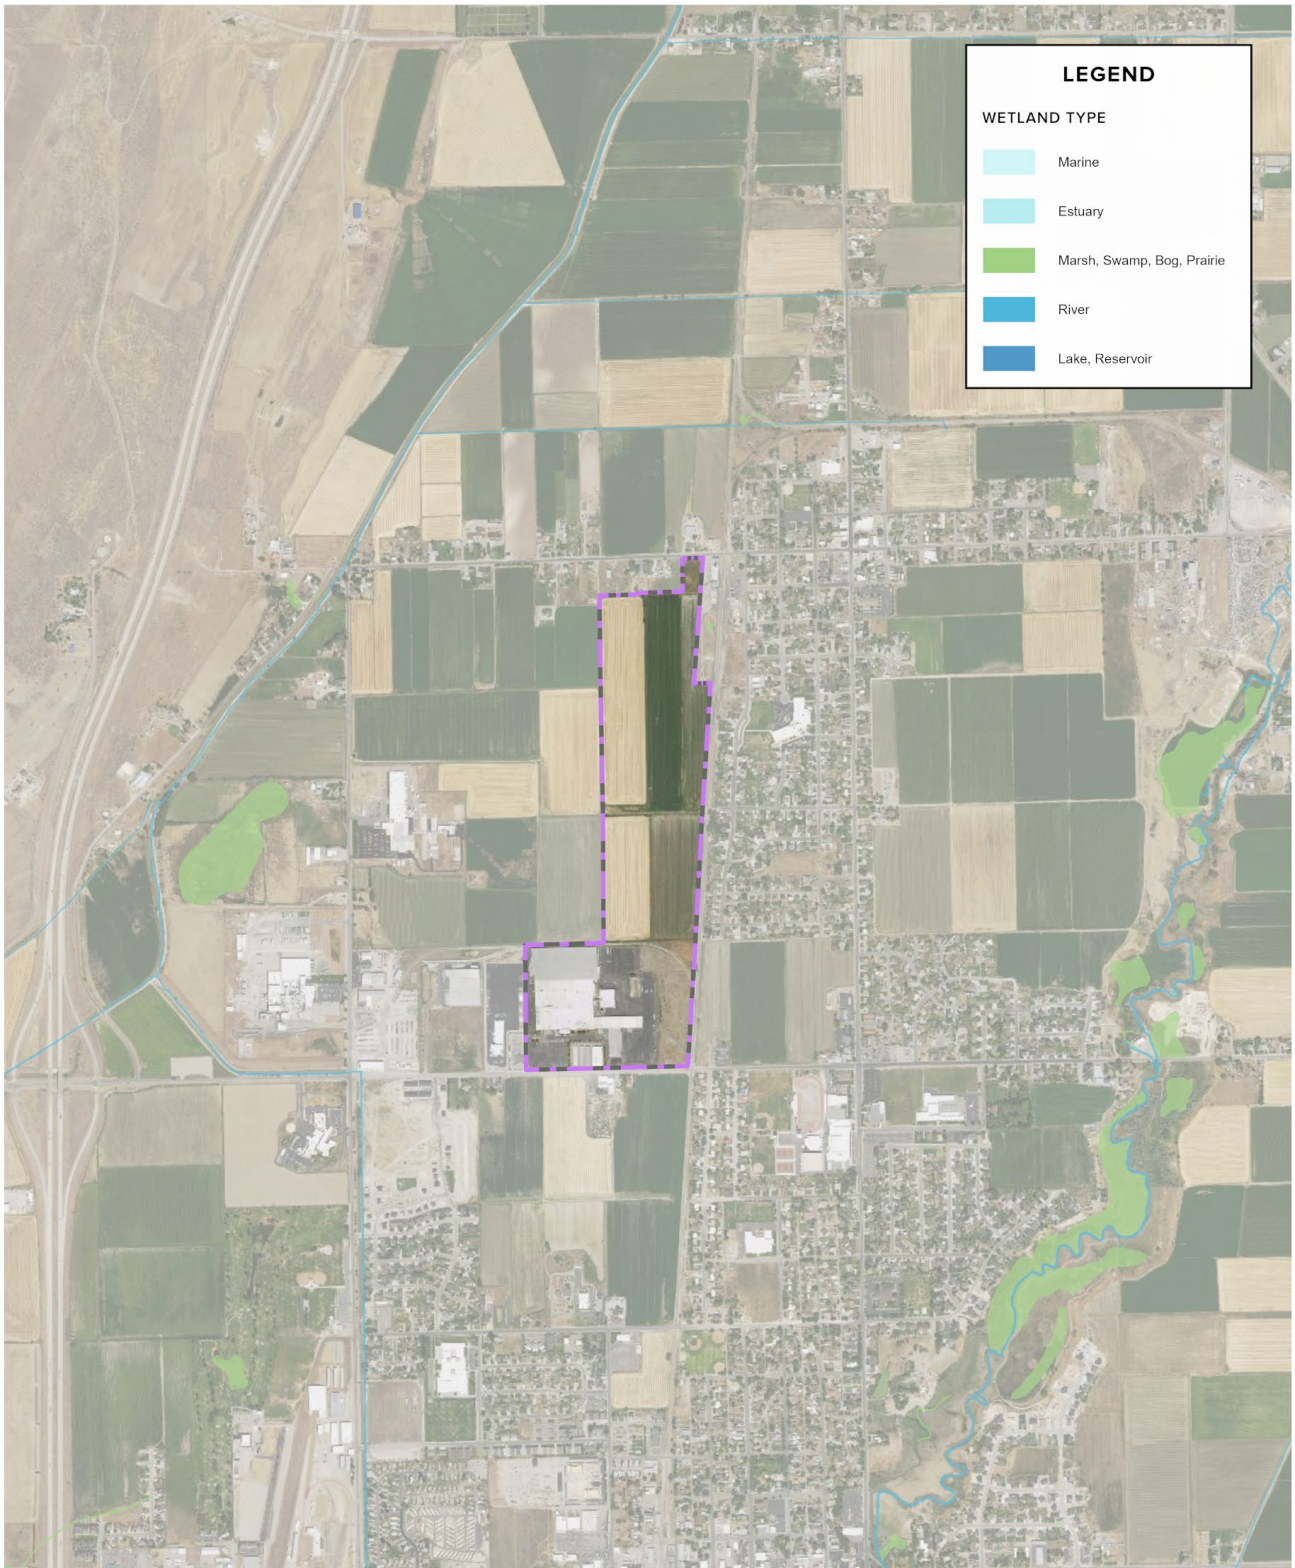 LEGEND
WETLAND TYPE
Marine
Estuary
Marsh, Swamp, Bog, Prairie
River
Lake, Reservoir